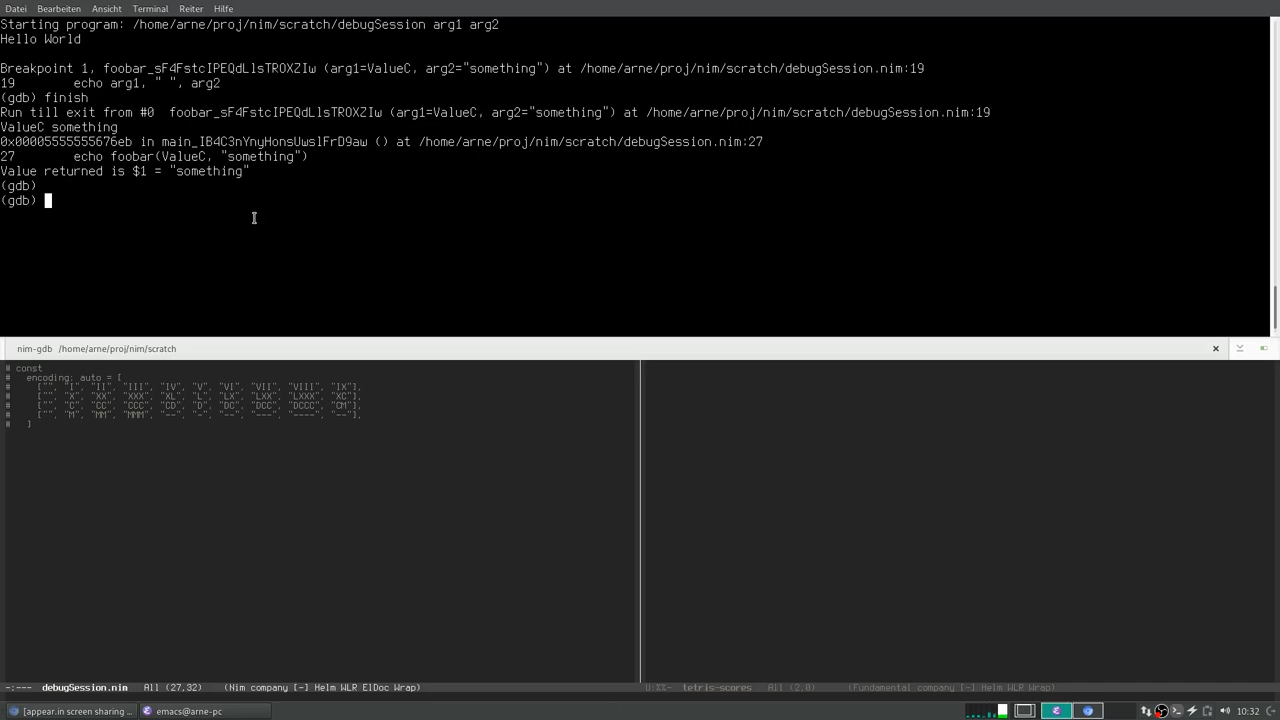 Datei Bearbeiten Ansicht Terminal Reiter Hilfe
Starting program: /home/arne/proj/nim/scratch/debugSession arg1 arg2
Hello World
Breakpoint 1, foobar_sF4FstcIPEQdLlsTROXZIw (arg1=ValueC, arg2="something") at /home/arne/proj/nim/scratch/debugSession.nim:19
19 echo arg1, " ", arg2
(gdb) finish
Run till exit from #0 foobar_sF4FstcIPEQdLlsTROXZIw (arg1=ValueC, arg2="something") at /home/arne/proj/nim/scratch/debugSession.nim:19
ValueC something
0x00005555555676eb in main_IB4C3nYnyHonsUwslFrD9aw () at /home/arne/proj/nim/scratch/debugSession.nim:27
27 echo foobar(ValueC, "something")
Value returned is $1 = "something"
(gdb)
(gdb)
nim-gdb /home/arne/proj/nim/scratch
# const
# encoding: auto = [
# ["", "I", "II", "III", "IV", "V", "VI", "VII", "VIII", "IX"],
# ["", "X", "XX", "XXX", "XL", "L", "LX", "LXX", "LXXX", "XC"],
# ["", "C", "CC", "CCC", "CD", "D", "DC", "DCC", "DCCC", "CM"],
# ["", "M", "MM", "MMM", "--", "-", "--", "---", "----", "--"],
# ]
-:--- debugSession.nim All (27,32) (Nim company [-] Helm WLR ElDoc Wrap)
U:%%- tetris-scores All (2,0) (Fundamental company [-] Helm WLR Wrap)
[appear.in screen sharing ... emacs@arne-pc 10:32